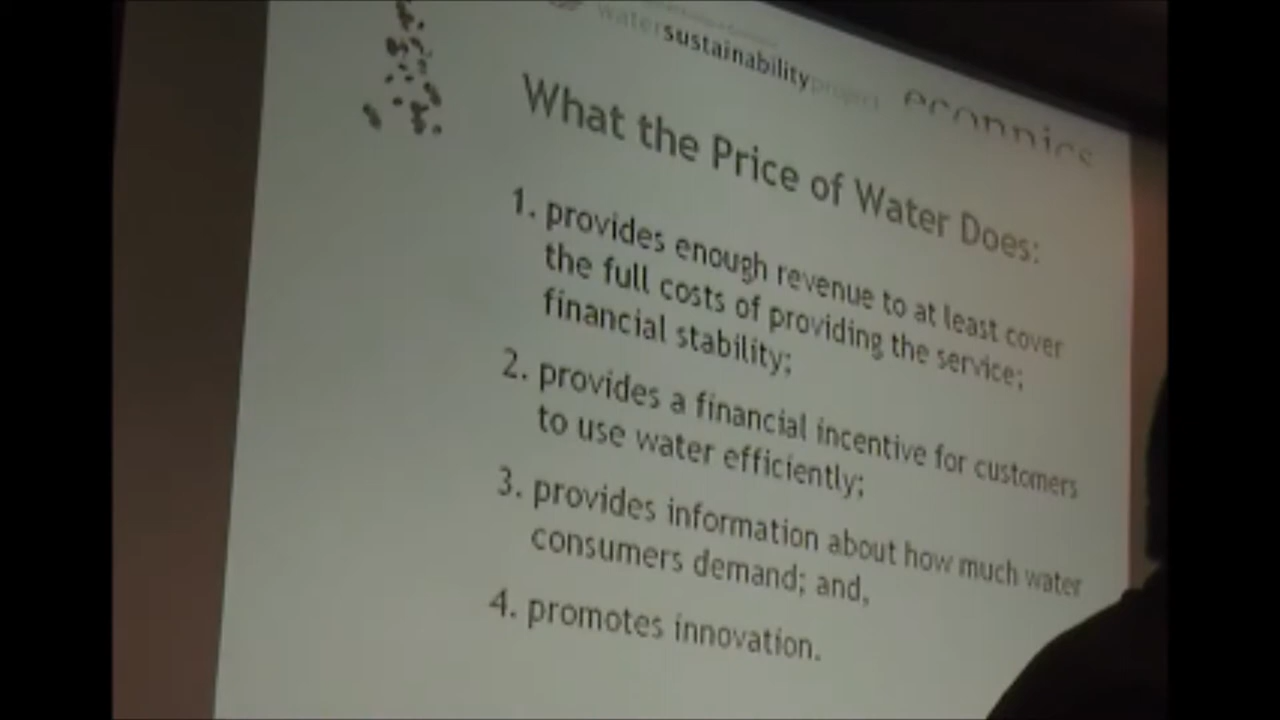 watersustainabilityproject
econnics
What the Price of Water Does:
1. provides enough revenue to at least cover
the full costs of providing the service;
financial stability;
2. provides a financial incentive for customers
to use water efficiently;
3. provides information about how much water
consumers demand; and,
4. promotes innovation.